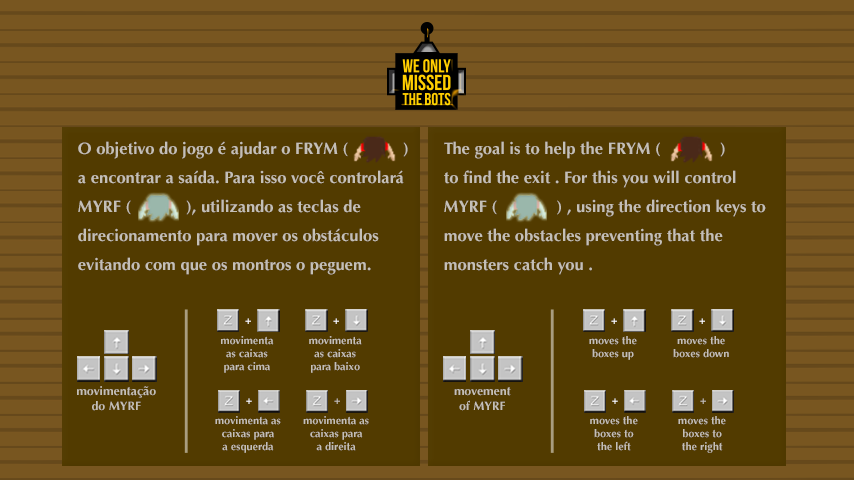 WE ONLY
MISSED
THE BOTS
O objetivo do jogo é ajudar o FRYM ( )
a encontrar a saída. Para isso você controlará
MYRF ( ), utilizando as teclas de
direcionamento para mover os obstáculos
evitando com que os montros o peguem.
↑
← ↓ →
movimentação
do MYRF
Z + ↑ Z + ↓
movimenta
as caixas
para cima
movimenta
as caixas
para baixo
Z + ← Z + →
movimenta as
caixas para
a esquerda
movimenta as
caixas para
a direita
The goal is to help the FRYM ( )
to find the exit . For this you will control
MYRF ( ) , using the direction keys to
move the obstacles preventing that the
monsters catch you .
↑
← ↓ →
movement
of MYRF
Z + ↑ Z + ↓
moves the
boxes up
moves the
boxes down
Z + ← Z + →
moves the
boxes to
the left
moves the
boxes to
the right